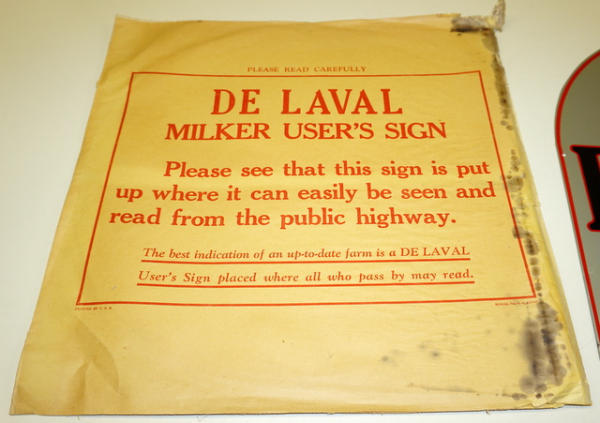 PLEASE READ CAREFULLY
DE LAVAL
MILKER USER'S SIGN
Please see that this sign is put
up where it can easily be seen and
read from the public highway.
The best indication of an up-to-date farm is a DE LAVAL
User's Sign placed where all who pass by may read.
PRINTED IN U. S. A.